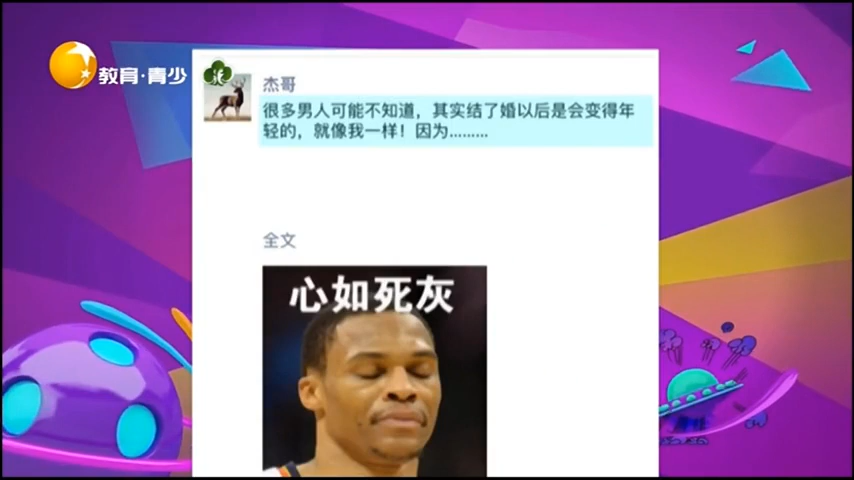 教育·青少
杰哥
很多男人可能不知道，其实结了婚以后是会变得年
轻的，就像我一样！因为………
全文
心如死灰